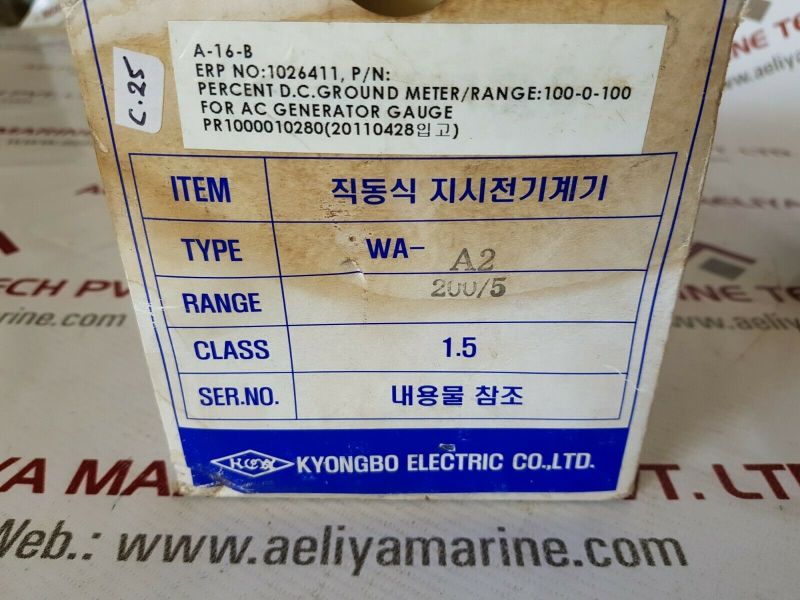 A-16-B
ERP NO:1026411, P/N:
PERCENT D.C.GROUND METER/RANGE:100-0-100
FOR AC GENERATOR GAUGE
PR1000010280(20110428입고)
C.25
ITEM 직동식 지시전기계기
TYPE WA- A2
RANGE 200/5
CLASS 1.5
SER.NO. 내용물 참조
KYONGBO ELECTRIC CO.,LTD.
www.aeliyamarine.com
Web.: www.aeliyamarine.com